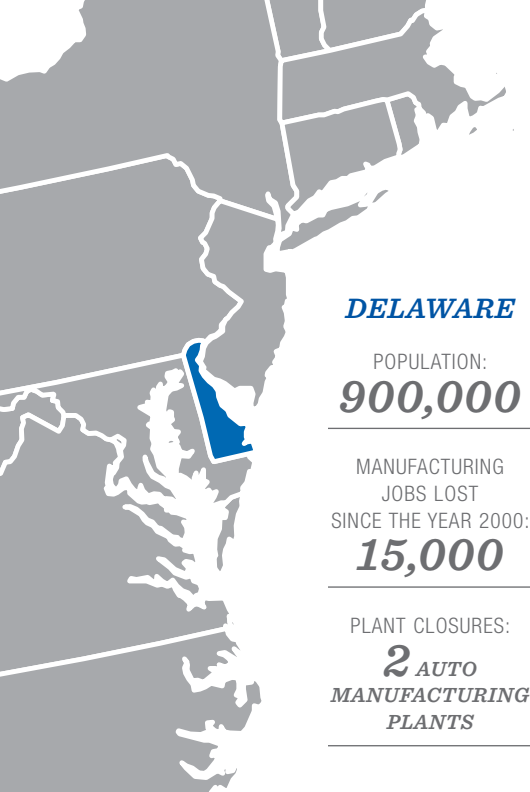 DELAWARE
POPULATION:
900,000
MANUFACTURING
JOBS LOST
SINCE THE YEAR 2000:
15,000
PLANT CLOSURES:
2 AUTO
MANUFACTURING
PLANTS